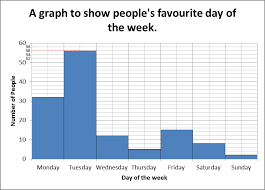 A graph to show people's favourite day of
the week.
60
50
40
30
20
10
0
Number of People
Monday Tuesday Wednesday Thursday Friday Saturday Sunday
Day of the week